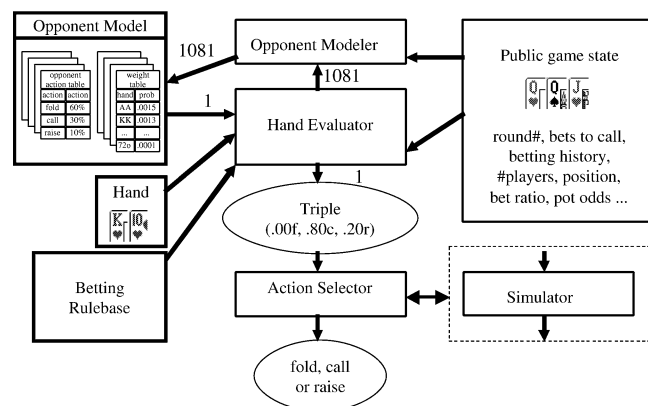 Opponent Model
opponent
action table
action action
fold 60%
call 30%
raise 10%
weight
table
hand prob
AA .0015
KK .0013
... ...
72o .0001
1081
Opponent Modeler
1081
1
Hand Evaluator
Public game state
Q Q J
round#, bets to call,
betting history,
#players, position,
bet ratio, pot odds ...
Hand
K 10
1
Triple
(.00f, .80c, .20r)
Betting
Rulebase
Action Selector
Simulator
fold, call
or raise